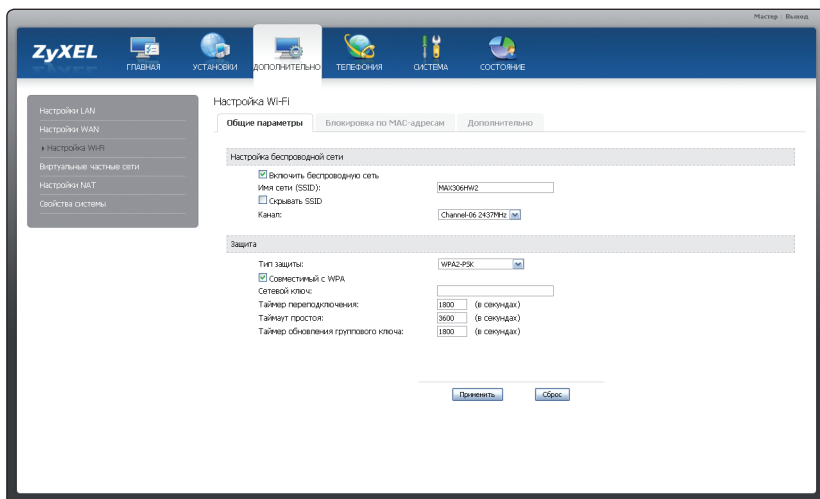 Мастер | Выход
ZyXEL
ГЛАВНАЯ
УСТАНОВКИ
ДОПОЛНИТЕЛЬНО
ТЕЛЕФОНИЯ
СИСТЕМА
СОСТОЯНИЕ
Настройки LAN
Настройки WAN
Настройка Wi-Fi
Виртуальные частные сети
Настройки NAT
Свойства системы
Настройка Wi-Fi
Общие параметры
Блокировка по MAC-адресам
Дополнительно
Настройка беспроводной сети
Включить беспроводную сеть
Имя сети (SSID): MAX306HW2
Скрывать SSID
Канал: Channel-06 2437MHz
Защита
Тип защиты: WPA2-PSK
Совместимый с WPA
Сетевой ключ:
Таймер переподключения: 1800 (в секундах)
Таймаут простоя: 3600 (в секундах)
Таймер обновления группового ключа: 1800 (в секундах)
Применить
Сброс